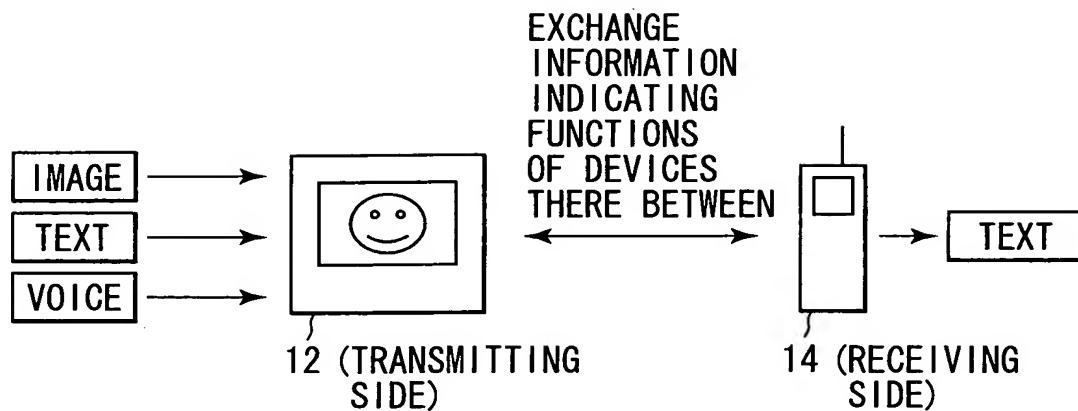 EXCHANGE
INFORMATION
INDICATING
FUNCTIONS
OF DEVICES
THERE BETWEEN
IMAGE
TEXT
VOICE
TEXT
12 (TRANSMITTING
SIDE)
14 (RECEIVING
SIDE)